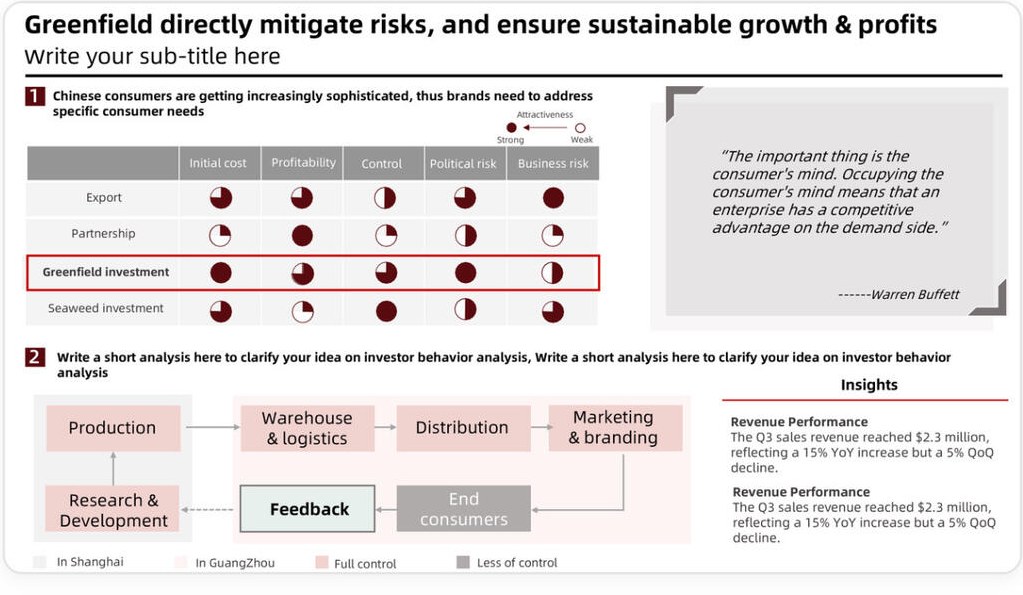 Greenfield directly mitigate risks, and ensure sustainable growth & profits
Write your sub-title here
1
Chinese consumers are getting increasingly sophisticated, thus brands need to address
specific consumer needs
Attractiveness
Strong
Weak
Initial cost
Profitability
Control
Political risk
Business risk
Export
Partnership
Greenfield investment
Seaweed investment
“The important thing is the
consumer's mind. Occupying the
consumer's mind means that an
enterprise has a competitive
advantage on the demand side.”
------Warren Buffett
2
Write a short analysis here to clarify your idea on investor behavior analysis, Write a short analysis here to clarify your idea on investor behavior
analysis
Production
Warehouse
& logistics
Distribution
Marketing
& branding
Research &
Development
Feedback
End
consumers
In Shanghai
In GuangZhou
Full control
Less of control
Insights
Revenue Performance
The Q3 sales revenue reached $2.3 million,
reflecting a 15% YoY increase but a 5% QoQ
decline.
Revenue Performance
The Q3 sales revenue reached $2.3 million,
reflecting a 15% YoY increase but a 5% QoQ
decline.